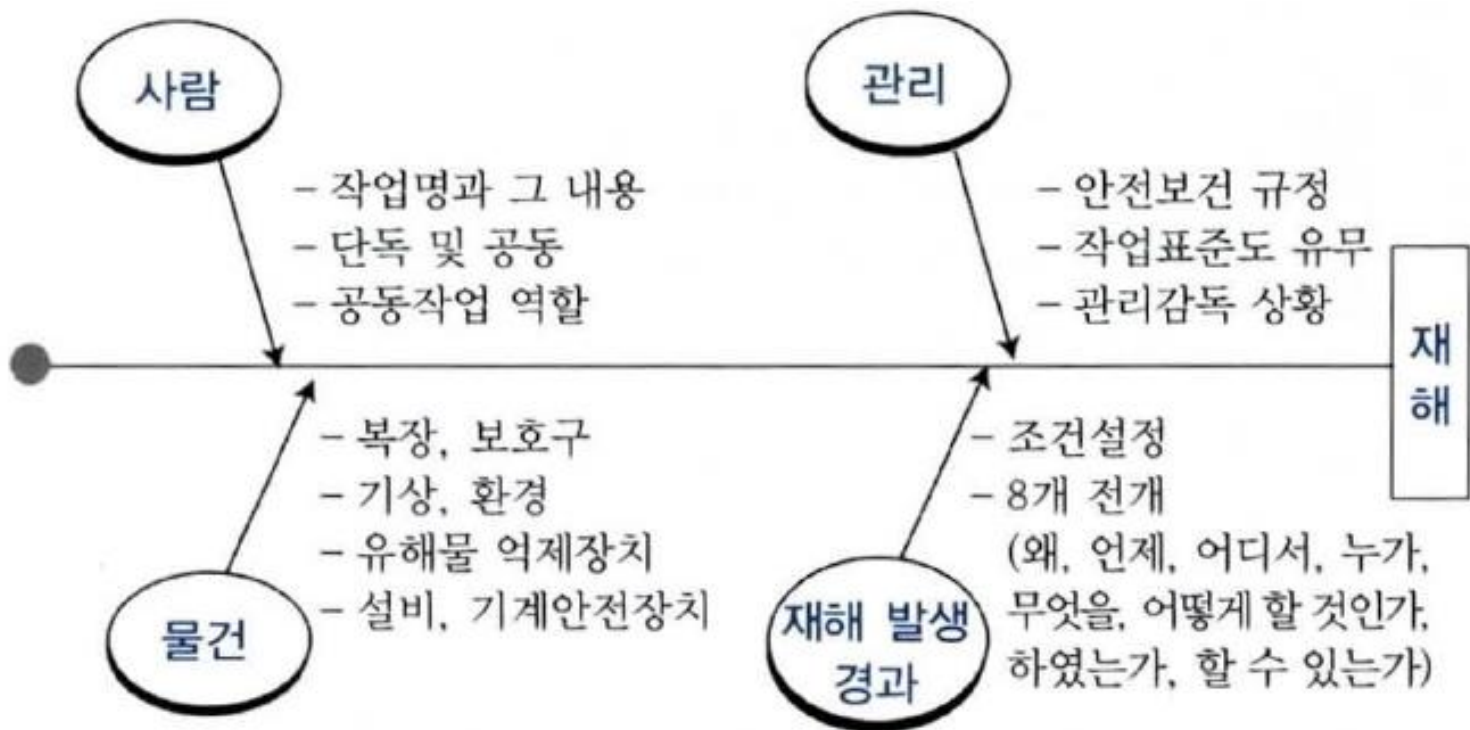 사람
- 작업명과 그 내용
- 단독 및 공동
- 공동작업 역할
관리
- 안전보건 규정
- 작업표준도 유무
- 관리감독 상황
재
해
- 복장, 보호구
- 기상, 환경
- 유해물 억제장치
- 설비, 기계안전장치
물건
- 조건설정
- 8개 전개
(왜, 언제, 어디서, 누가,
무엇을, 어떻게 할 것인가,
하였는가, 할 수 있는가)
재해 발생
경과